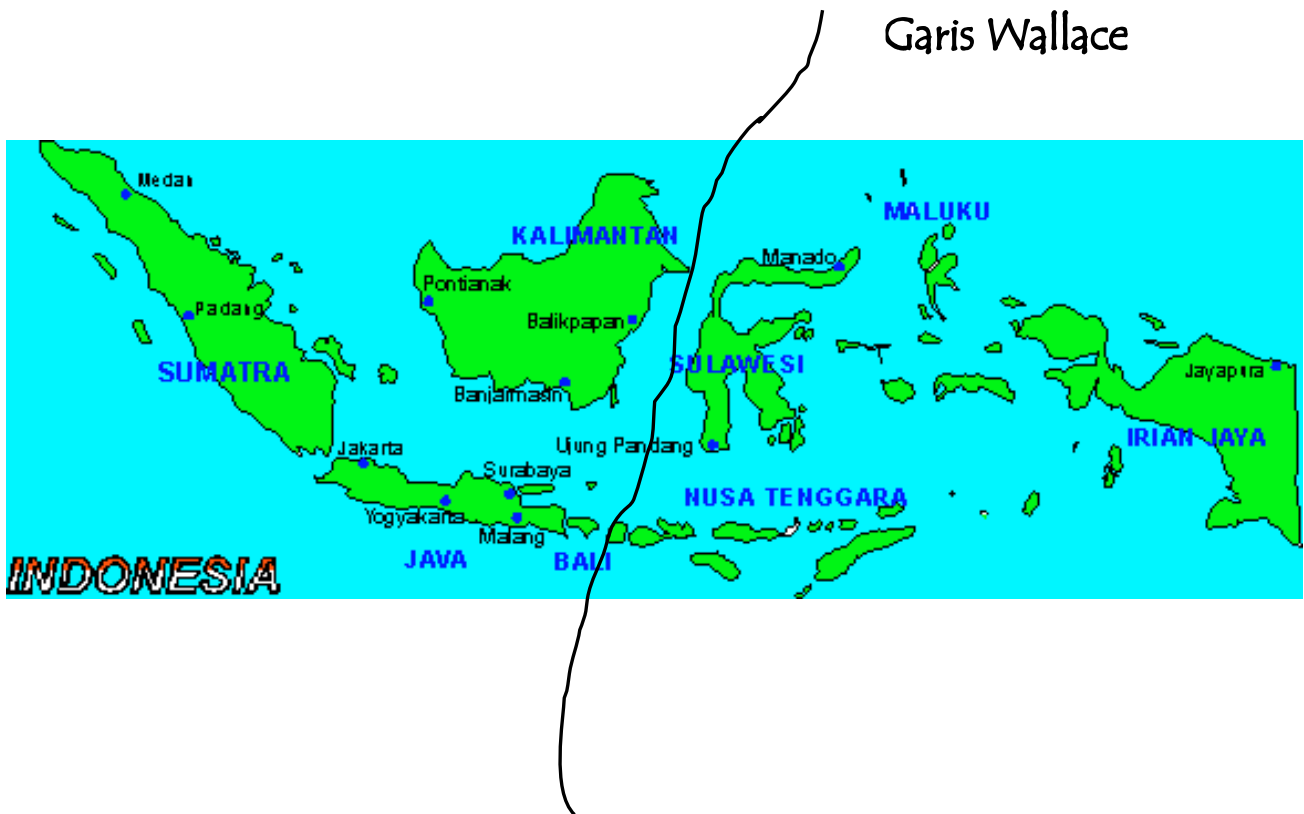 Garis Wallace
Medan
MALUKU
KALIMANTAN
Manado
Pontianak
Padang
Balikpapan
SUMATRA
SULAWESI
Jayapura
Banjarmasin
Jakarta
Ujung Pandang
IRIAN JAYA
Surabaya
NUSA TENGGARA
Yogyakarta
Malang
JAVA
BALI
INDONESIA